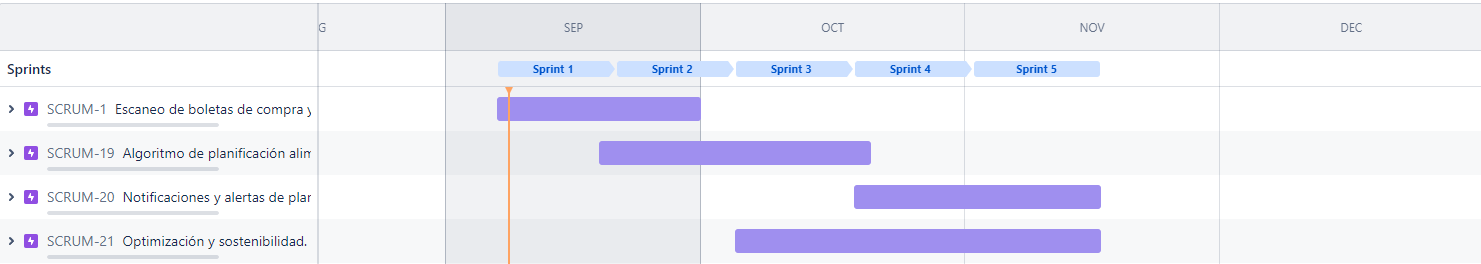 G SEP OCT NOV DEC
Sprints Sprint 1 Sprint 2 Sprint 3 Sprint 4 Sprint 5
SCRUM-1 Escaneo de boletas de compra y
SCRUM-19 Algoritmo de planificación alim
SCRUM-20 Notificaciones y alertas de plan
SCRUM-21 Optimización y sostenibilidad.